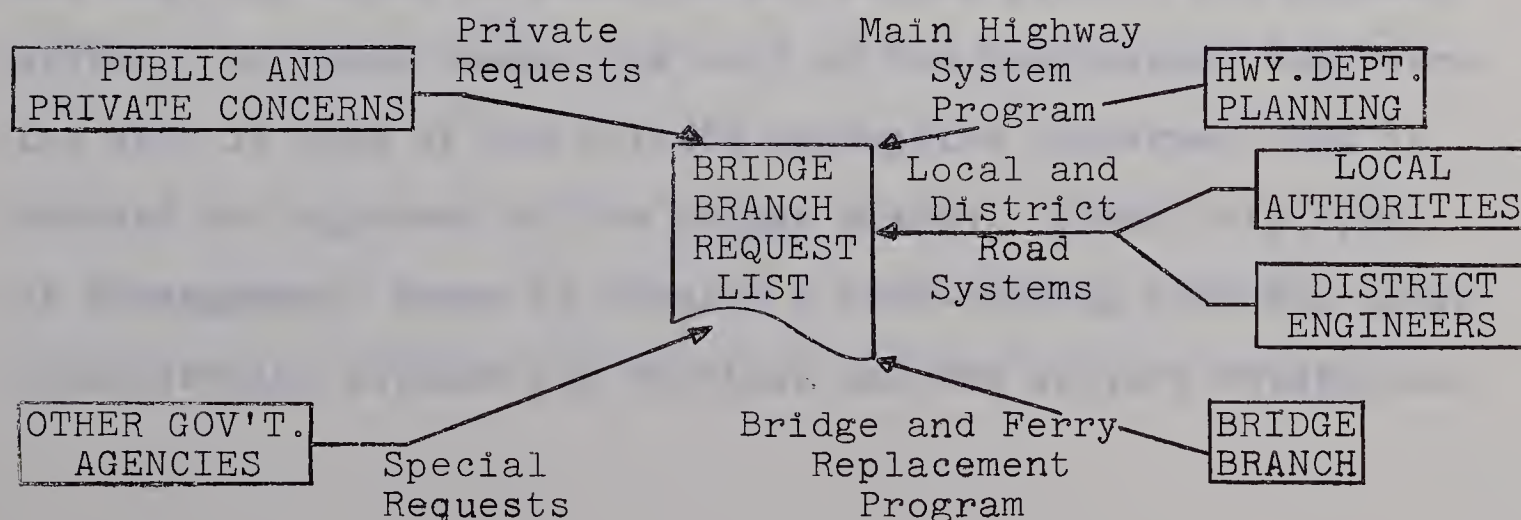 Private
Requests
PUBLIC AND
PRIVATE CONCERNS
Main Highway
System
Program
HWY.DEPT.
PLANNING
BRIDGE
BRANCH
REQUEST
LIST
Local and
District
Road
Systems
LOCAL
AUTHORITIES
DISTRICT
ENGINEERS
OTHER GOV'T.
AGENCIES
Special
Requests
Bridge and Ferry
Replacement
Program
BRIDGE
BRANCH